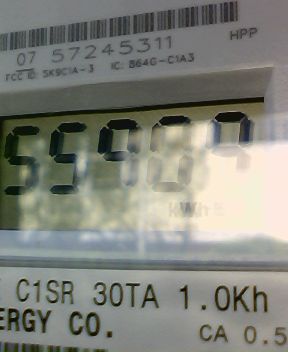 07 57245311
HPP
FCC ID: SK9C1A-3 IC: 864G-C1A3
kWh
C1SR 30TA 1.0Kh
ERGY CO.
CA 0.5